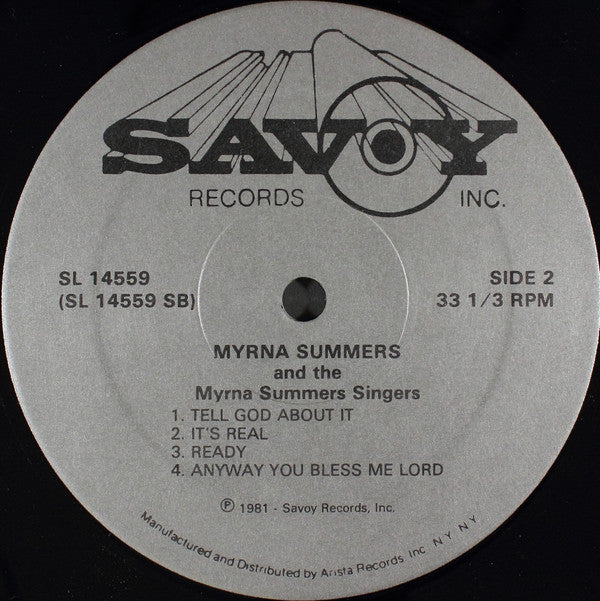 SAVOY
RECORDS INC.
SL 14559 SIDE 2
(SL 14559 SB) 33 1/3 RPM
MYRNA SUMMERS
and the
Myrna Summers Singers
1. TELL GOD ABOUT IT
2. IT'S REAL
3. READY
4. ANYWAY YOU BLESS ME LORD
℗ 1981 - Savoy Records, Inc.
Manufactured and Distributed by Arista Records Inc N Y N Y